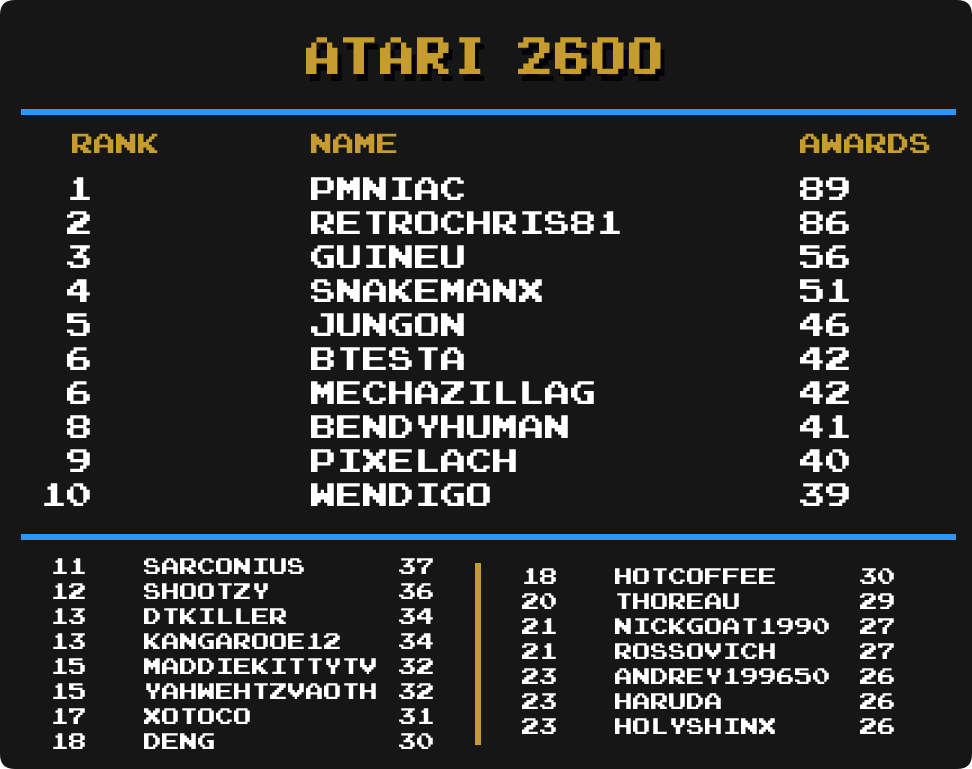 ATARI 2600
RANK NAME AWARDS
1 PMNIAC 89
2 RETROCHRIS81 86
3 GUINEU 56
4 SNAKEMANX 51
5 JUNGON 46
6 BTESTA 42
6 MECHAZILLAG 42
8 BENDYHUMAN 41
9 PIXELACH 40
10 WENDIGO 39
11 SARCONIUS 37
12 SHOOTZY 36
13 DTKILLER 34
13 KANGAROOE12 34
15 MADDIEKITTYTV 32
15 YAHWEHTZVAOTH 32
17 XOTOCO 31
18 DENG 30
18 HOTCOFFEE 30
20 THOREAU 29
21 NICKGOAT1990 27
21 ROSSOVICH 27
23 ANDREY199650 26
23 HARUDA 26
23 HOLYSHINX 26